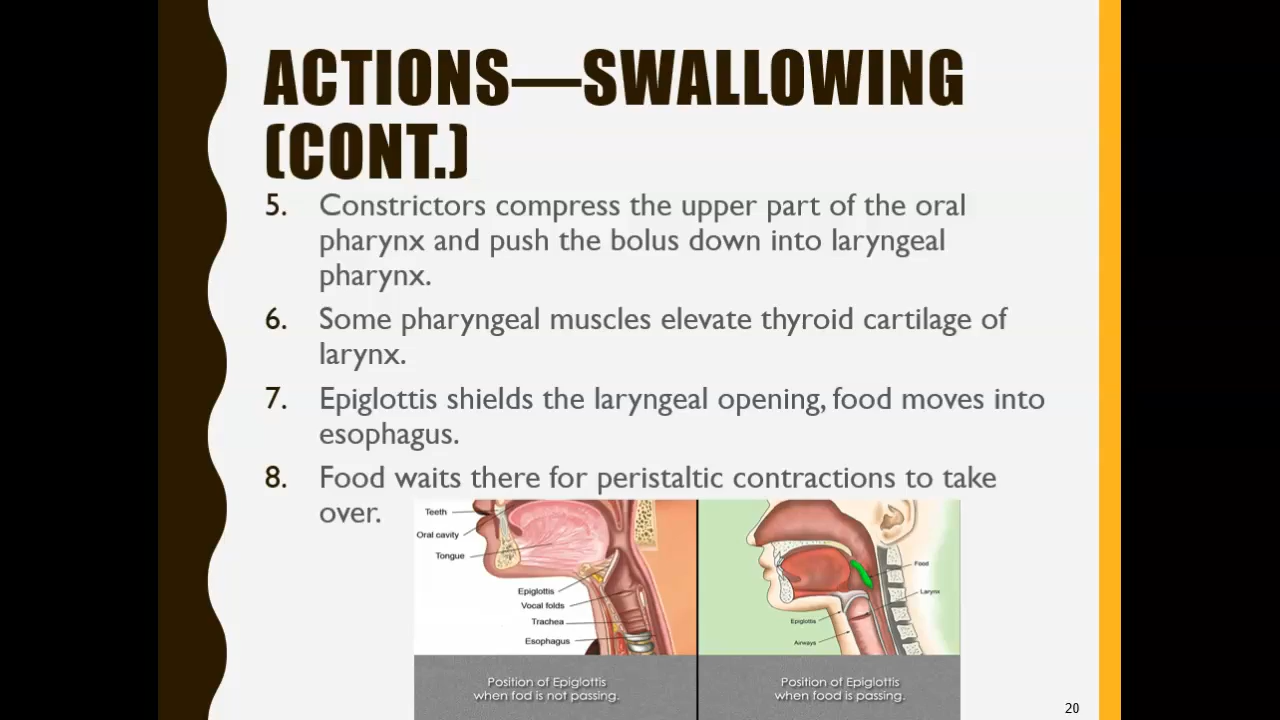 ACTIONS—SWALLOWING
(CONT.)
5. Constrictors compress the upper part of the oral
pharynx and push the bolus down into laryngeal
pharynx.
6. Some pharyngeal muscles elevate thyroid cartilage of
larynx.
7. Epiglottis shields the laryngeal opening, food moves into
esophagus.
8. Food waits there for peristaltic contractions to take
over.
Teeth
Oral cavity
Tongue
Epiglottis
Vocal folds
Trachea
Esophagus
Position of Epiglottis
when fod is not passing.
Food
Larynx
Epiglottis
Airways
Position of Epiglottis
when food is passing.
20